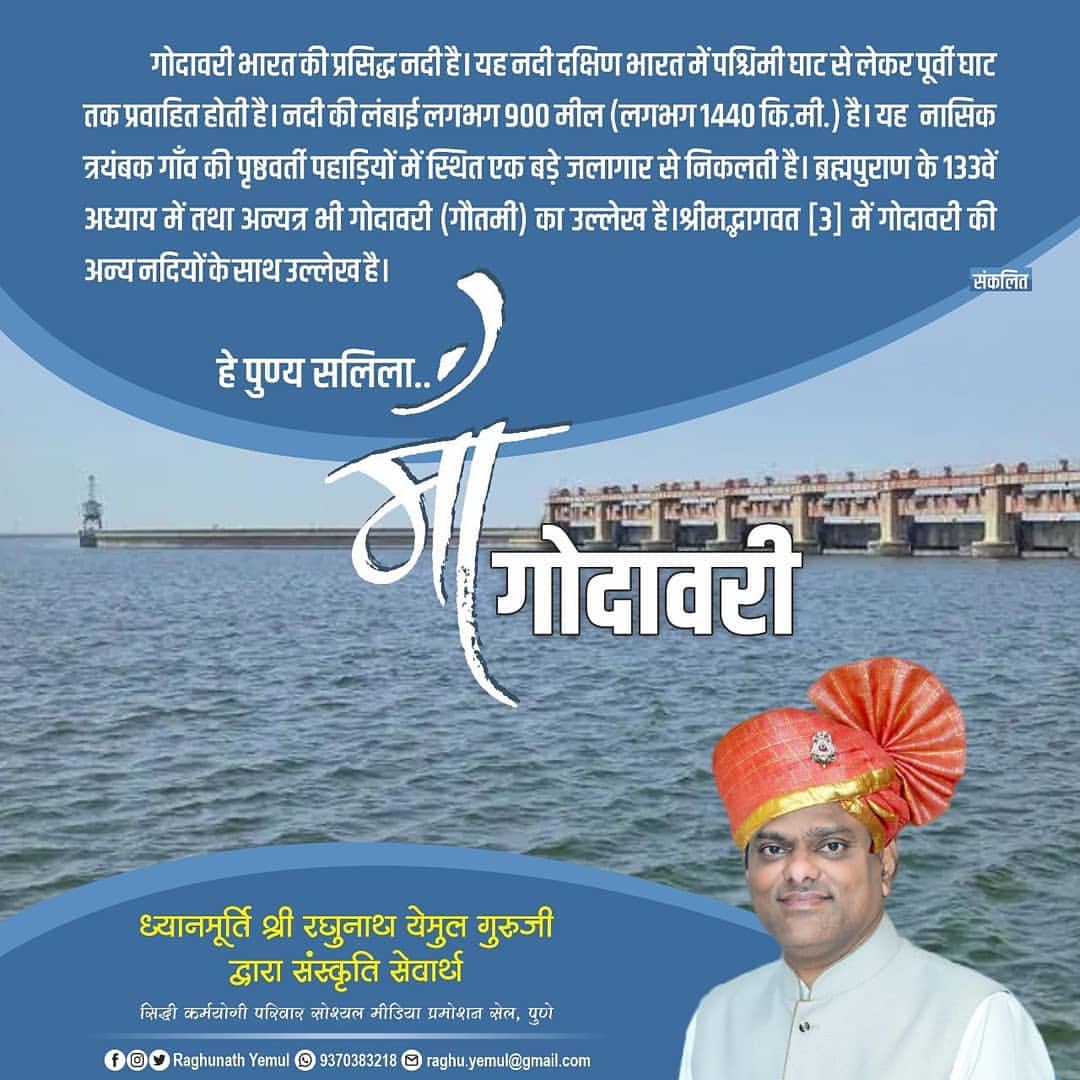 गोदावरी भारत की प्रसिद्ध नदी है। यह नदी दक्षिण भारत में पश्चिमी घाट से लेकर पूर्वी घाट
तक प्रवाहित होती है। नदी की लंबाई लगभग 900 मील (लगभग 1440 कि.मी.) है। यह नासिक
त्रयंबक गाँव की पृष्ठवर्ती पहाड़ियों में स्थित एक बड़े जलागार से निकलती है। ब्रह्मपुराण के 133वें
अध्याय में तथा अन्यत्र भी गोदावरी (गौतमी) का उल्लेख है।श्रीमद्भागवत [3] में गोदावरी की
अन्य नदियों के साथ उल्लेख है।
संकलित
हे पुण्य सलिला..
माँ
गोदावरी
ध्यानमूर्ति श्री रघुनाथ येमुल गुरुजी
द्वारा संस्कृति सेवार्थ
सिद्धी कर्मयोगी परिवार सोश्यल मीडिया प्रमोशन सेल, पुणे
Raghunath Yemul 9370383218 raghu.yemul@gmail.com